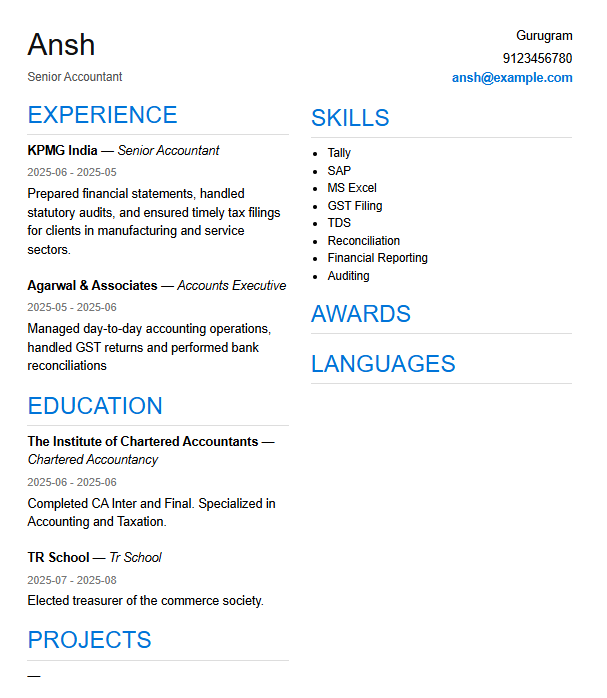 Ansh
Senior Accountant
Gurugram
9123456780
ansh@example.com
EXPERIENCE
KPMG India — Senior Accountant
2025-06 - 2025-05
Prepared financial statements, handled
statutory audits, and ensured timely tax filings
for clients in manufacturing and service
sectors.
Agarwal & Associates — Accounts Executive
2025-05 - 2025-06
Managed day-to-day accounting operations,
handled GST returns and performed bank
reconciliations
EDUCATION
The Institute of Chartered Accountants —
Chartered Accountancy
2025-06 - 2025-06
Completed CA Inter and Final. Specialized in
Accounting and Taxation.
TR School — Tr School
2025-07 - 2025-08
Elected treasurer of the commerce society.
PROJECTS
—
SKILLS
• Tally
• SAP
• MS Excel
• GST Filing
• TDS
• Reconciliation
• Financial Reporting
• Auditing
AWARDS
LANGUAGES